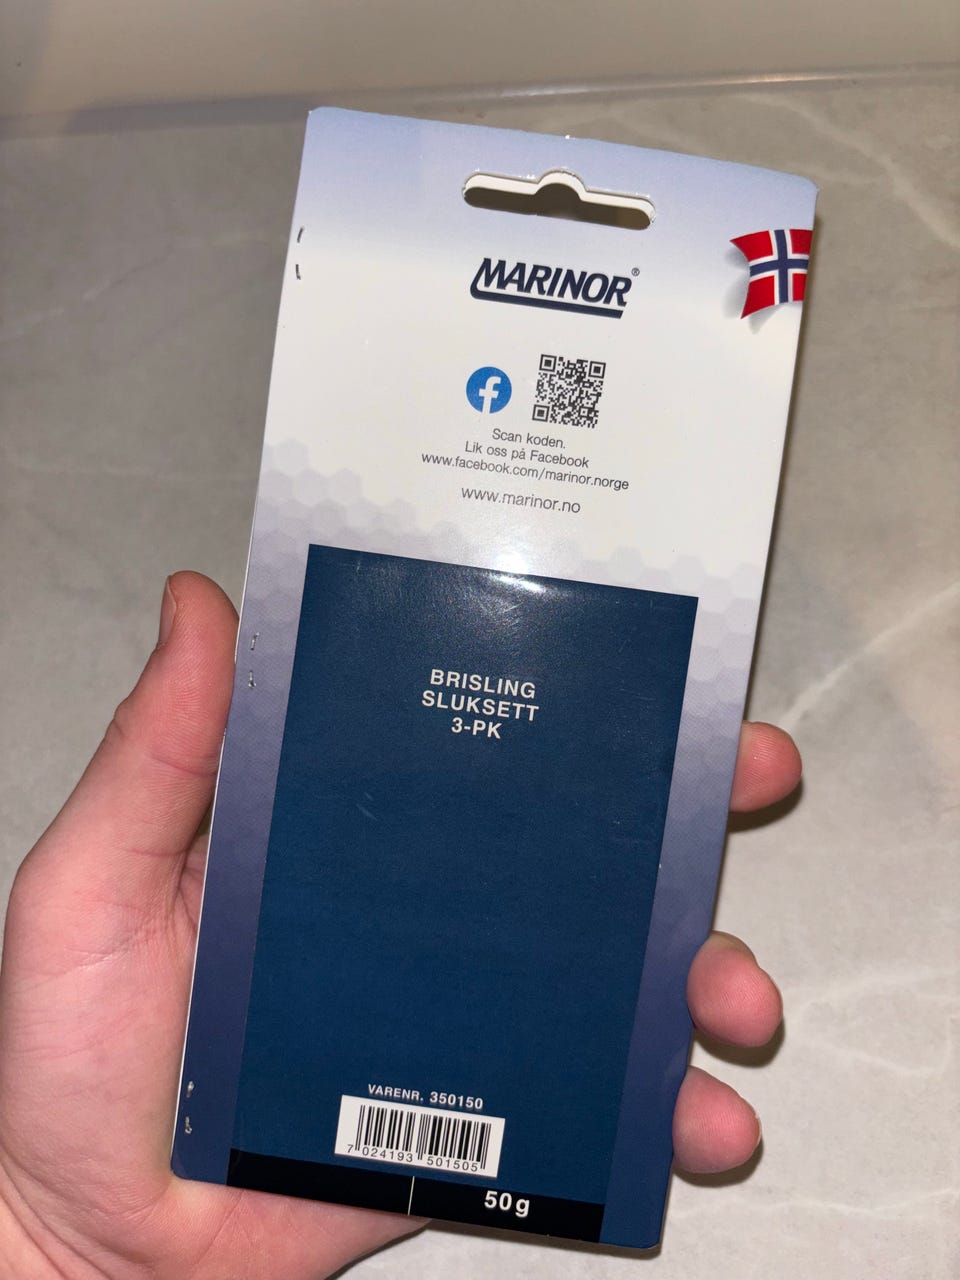 MARINOR®
Scan koden.
Lik oss på Facebook
www.facebook.com/marinor.norge
www.marinor.no
BRISLING
SLUKSETT
3-PK
VARENR. 350150
7 024193 501505
50g